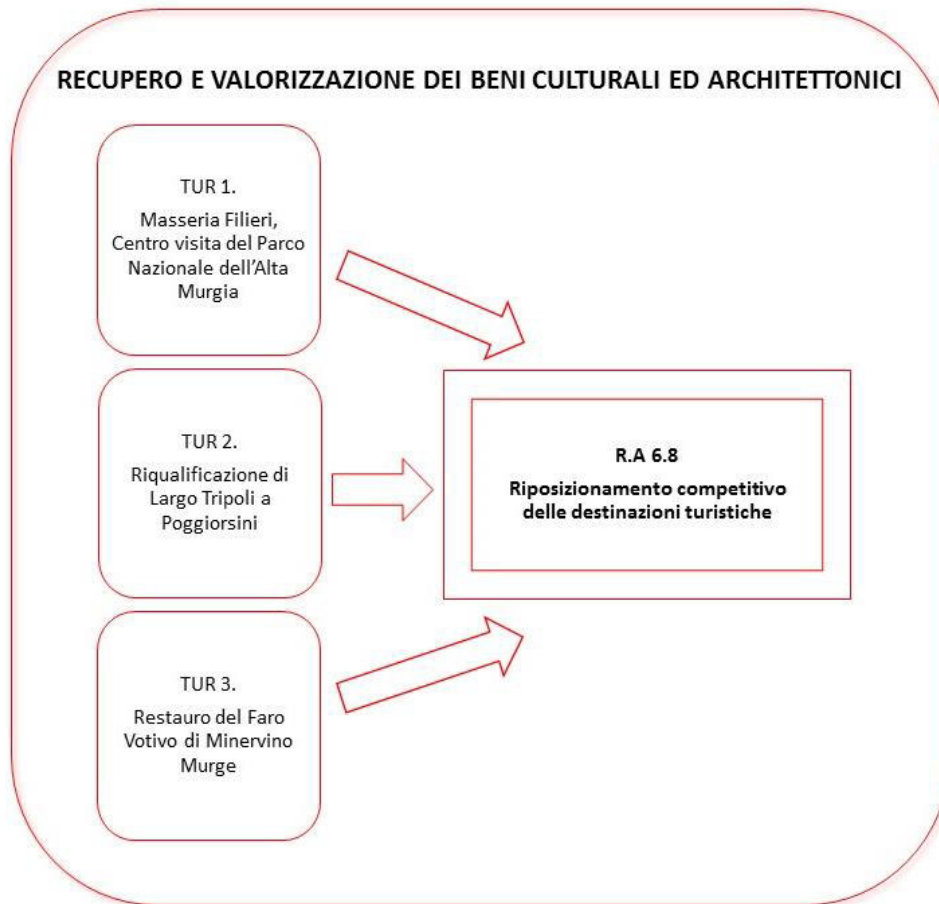 RECUPERO E VALORIZZAZIONE DEI BENI CULTURALI ED ARCHITETTONICI
TUR 1.
Masseria Filieri,
Centro visita del Parco
Nazionale dell’Alta
Murgia
TUR 2.
Riqualificazione di
Largo Tripoli a
Poggiorsini
TUR 3.
Restauro del Faro
Votivo di Minervino
Murge
R.A 6.8
Riposizionamento competitivo
delle destinazioni turistiche